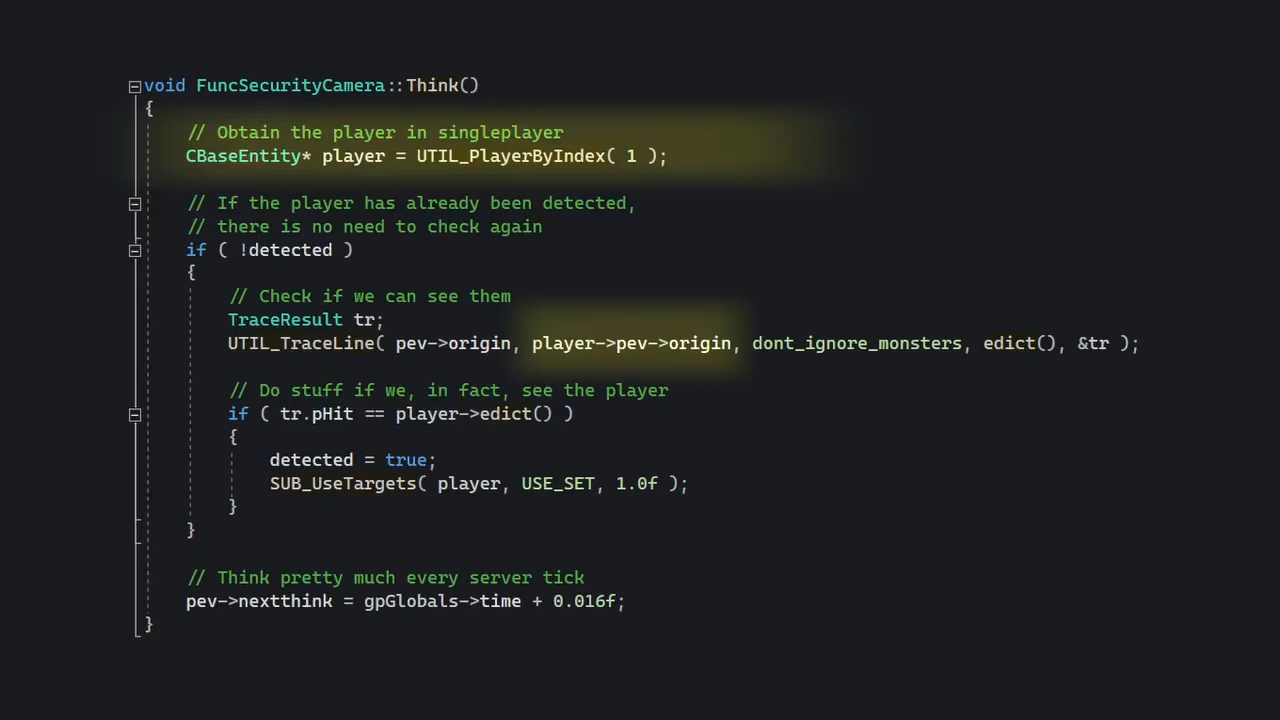 void FuncSecurityCamera::Think()
{
// Obtain the player in singleplayer
CBaseEntity* player = UTIL_PlayerByIndex( 1 );
// If the player has already been detected,
// there is no need to check again
if ( !detected )
{
// Check if we can see them
TraceResult tr;
UTIL_TraceLine( pev->origin, player->pev->origin, dont_ignore_monsters, edict(), &tr );
// Do stuff if we, in fact, see the player
if ( tr.pHit == player->edict() )
{
detected = true;
SUB_UseTargets( player, USE_SET, 1.0f );
}
}
// Think pretty much every server tick
pev->nextthink = gpGlobals->time + 0.016f;
}